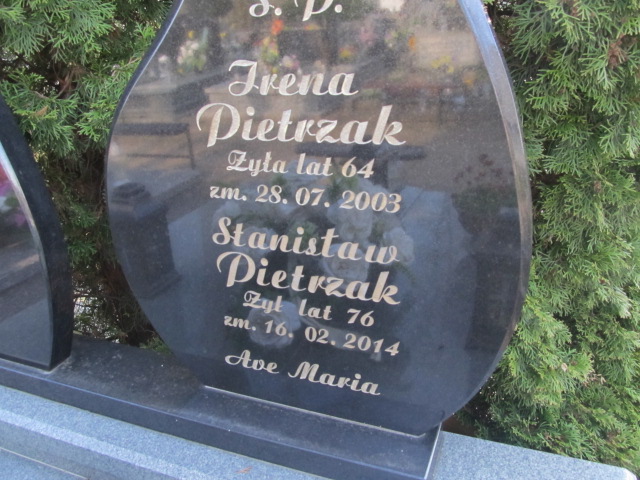 Ś. P.
Irena
Pietrzak
Żyła lat 64
zm. 28. 07. 2003
Stanisław
Pietrzak
Żył lat 76
zm. 16. 02. 2014
Ave Maria